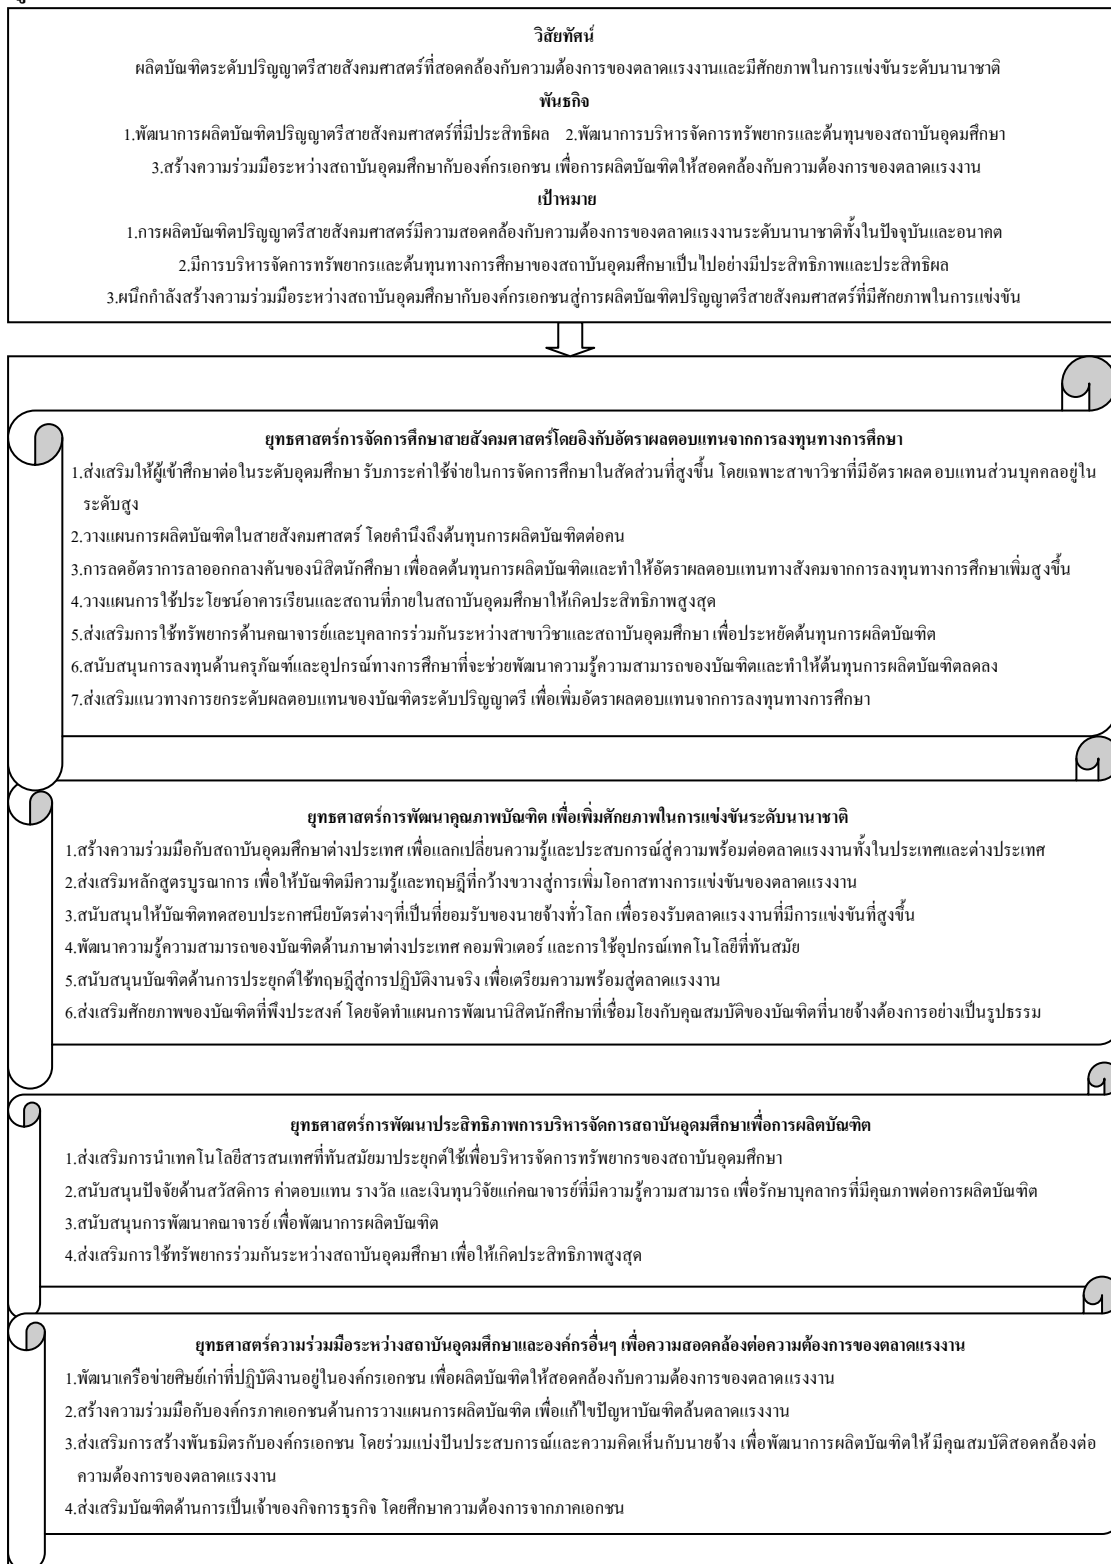 วิสัยทัศน์
ผลิตบัณฑิตระดับปริญญาตรีสายสังคมศาสตร์ที่สอดคล้องกับความต้องการของตลาดแรงงานและมีศักยภาพในการแข่งขันระดับนานาชาติ
พันธกิจ
1.พัฒนาการผลิตบัณฑิตปริญญาตรีสายสังคมศาสตร์ที่มีประสิทธิผล 2.พัฒนาการบริหารจัดการทรัพยากรและต้นทุนของสถาบันอุดมศึกษา
3.สร้างความร่วมมือระหว่างสถาบันอุดมศึกษากับองค์กรเอกชน เพื่อการผลิตบัณฑิตให้สอดคล้องกับความต้องการของตลาดแรงงาน
เป้าหมาย
1.การผลิตบัณฑิตปริญญาตรีสายสังคมศาสตร์มีความสอดคล้องกับความต้องการของตลาดแรงงานระดับนานาชาติทั้งในปัจจุบันและอนาคต
2.มีการบริหารจัดการทรัพยากรและต้นทุนทางการศึกษาของสถาบันอุดมศึกษาเป็นไปอย่างมีประสิทธิภาพและประสิทธิผล
3.ผนึกกำลังสร้างความร่วมมือระหว่างสถาบันอุดมศึกษากับองค์กรเอกชนสู่การผลิตบัณฑิตปริญญาตรีสายสังคมศาสตร์ที่มีศักยภาพในการแข่งขัน
ยุทธศาสตร์การจัดการศึกษาสายสังคมศาสตร์โดยอิงกับอัตราผลตอบแทนจากการลงทุนทางการศึกษา
1.ส่งเสริมให้ผู้เข้าศึกษาต่อในระดับอุดมศึกษา รับภาระค่าใช้จ่ายในการจัดการศึกษาในสัดส่วนที่สูงขึ้น โดยเฉพาะสาขาวิชาที่มีอัตราผลตอบแทนส่วนบุคคลอยู่ใน
ระดับสูง
2.วางแผนการผลิตบัณฑิตในสายสังคมศาสตร์ โดยคำนึงถึงต้นทุนการผลิตบัณฑิตต่อคน
3.การลดอัตราการลาออกกลางคันของนิสิตนักศึกษา เพื่อลดต้นทุนการผลิตบัณฑิตและทำให้อัตราผลตอบแทนทางสังคมจากการลงทุนทางการศึกษาเพิ่มสูงขึ้น
4.วางแผนการใช้ประโยชน์อาคารเรียนและสถานที่ภายในสถาบันอุดมศึกษาให้เกิดประสิทธิภาพสูงสุด
5.ส่งเสริมการใช้ทรัพยากรด้านคณาจารย์และบุคลากรร่วมกันระหว่างสาขาวิชาและสถาบันอุดมศึกษา เพื่อประหยัดต้นทุนการผลิตบัณฑิต
6.สนับสนุนการลงทุนด้านครุภัณฑ์และอุปกรณ์ทางการศึกษาที่จะช่วยพัฒนาความรู้ความสามารถของบัณฑิตและทำให้ต้นทุนการผลิตบัณฑิตลดลง
7.ส่งเสริมแนวทางการยกระดับผลตอบแทนของบัณฑิตระดับปริญญาตรี เพื่อเพิ่มอัตราผลตอบแทนจากการลงทุนทางการศึกษา
ยุทธศาสตร์การพัฒนาคุณภาพบัณฑิต เพื่อเพิ่มศักยภาพในการแข่งขันระดับนานาชาติ
1.สร้างความร่วมมือกับสถาบันอุดมศึกษาต่างประเทศ เพื่อแลกเปลี่ยนความรู้และประสบการณ์สู่ความพร้อมต่อตลาดแรงงานทั้งในประเทศและต่างประเทศ
2.ส่งเสริมหลักสูตรบูรณาการ เพื่อให้บัณฑิตมีความรู้และทฤษฎีที่กว้างขวางสู่การเพิ่มโอกาสทางการแข่งขันของตลาดแรงงาน
3.สนับสนุนให้บัณฑิตทดสอบประกาศนียบัตรต่างๆที่เป็นที่ยอมรับของนายจ้างทั่วโลก เพื่อรองรับตลาดแรงงานที่มีการแข่งขันที่สูงขึ้น
4.พัฒนาความรู้ความสามารถของบัณฑิตด้านภาษาต่างประเทศ คอมพิวเตอร์ และการใช้อุปกรณ์เทคโนโลยีที่ทันสมัย
5.สนับสนุนบัณฑิตด้านการประยุกต์ใช้ทฤษฎีสู่การปฏิบัติงานจริง เพื่อเตรียมความพร้อมสู่ตลาดแรงงาน
6.ส่งเสริมศักยภาพของบัณฑิตที่พึงประสงค์ โดยจัดทำแผนการพัฒนานิสิตนักศึกษาที่เชื่อมโยงกับคุณสมบัติของบัณฑิตที่นายจ้างต้องการอย่างเป็นรูปธรรม
ยุทธศาสตร์การพัฒนาประสิทธิภาพการบริหารจัดการสถาบันอุดมศึกษาเพื่อการผลิตบัณฑิต
1.ส่งเสริมการนำเทคโนโลยีสารสนเทศที่ทันสมัยมาประยุกต์ใช้เพื่อบริหารจัดการทรัพยากรของสถาบันอุดมศึกษา
2.สนับสนุนปัจจัยด้านสวัสดิการ ค่าตอบแทน รางวัล และเงินทุนวิจัยแก่คณาจารย์ที่มีความรู้ความสามารถ เพื่อรักษาบุคลากรที่มีคุณภาพต่อการผลิตบัณฑิต
3.สนับสนุนการพัฒนาคณาจารย์ เพื่อพัฒนาการผลิตบัณฑิต
4.ส่งเสริมการใช้ทรัพยากรร่วมกันระหว่างสถาบันอุดมศึกษา เพื่อให้เกิดประสิทธิภาพสูงสุด
ยุทธศาสตร์ความร่วมมือระหว่างสถาบันอุดมศึกษาและองค์กรอื่นๆ เพื่อความสอดคล้องต่อความต้องการของตลาดแรงงาน
1.พัฒนาเครือข่ายศิษย์เก่าที่ปฏิบัติงานอยู่ในองค์กรเอกชน เพื่อผลิตบัณฑิตให้สอดคล้องกับความต้องการของตลาดแรงงาน
2.สร้างความร่วมมือกับองค์กรภาคเอกชนด้านการวางแผนการผลิตบัณฑิต เพื่อแก้ไขปัญหาบัณฑิตล้นตลาดแรงงาน
3.ส่งเสริมการสร้างพันธมิตรกับองค์กรเอกชน โดยร่วมแบ่งปันประสบการณ์และความคิดเห็นกับนายจ้าง เพื่อพัฒนาการผลิตบัณฑิตให้มีคุณสมบัติสอดคล้องต่อ
ความต้องการของตลาดแรงงาน
4.ส่งเสริมบัณฑิตด้านการเป็นเจ้าของกิจการธุรกิจ โดยศึกษาความต้องการจากภาคเอกชน